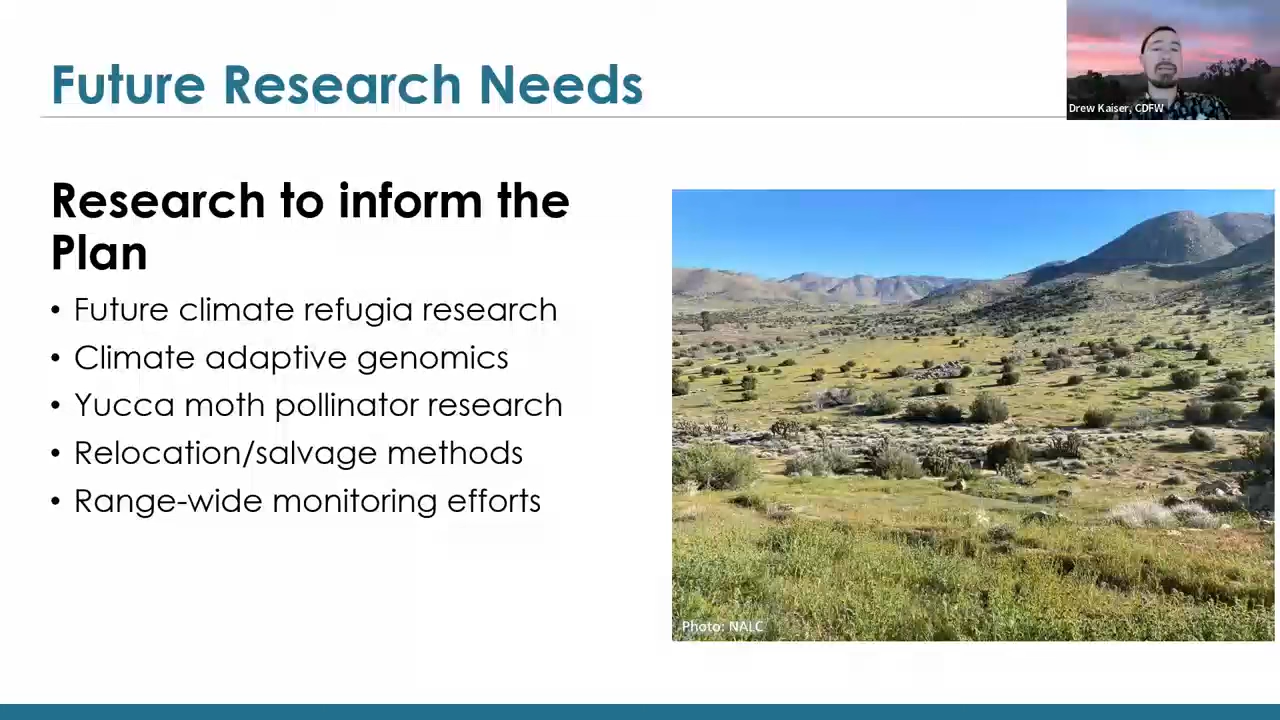 Future Research Needs
Drew Kaiser, CDFW
Research to inform the
Plan
• Future climate refugia research
• Climate adaptive genomics
• Yucca moth pollinator research
• Relocation/salvage methods
• Range-wide monitoring efforts
Photo: NALC